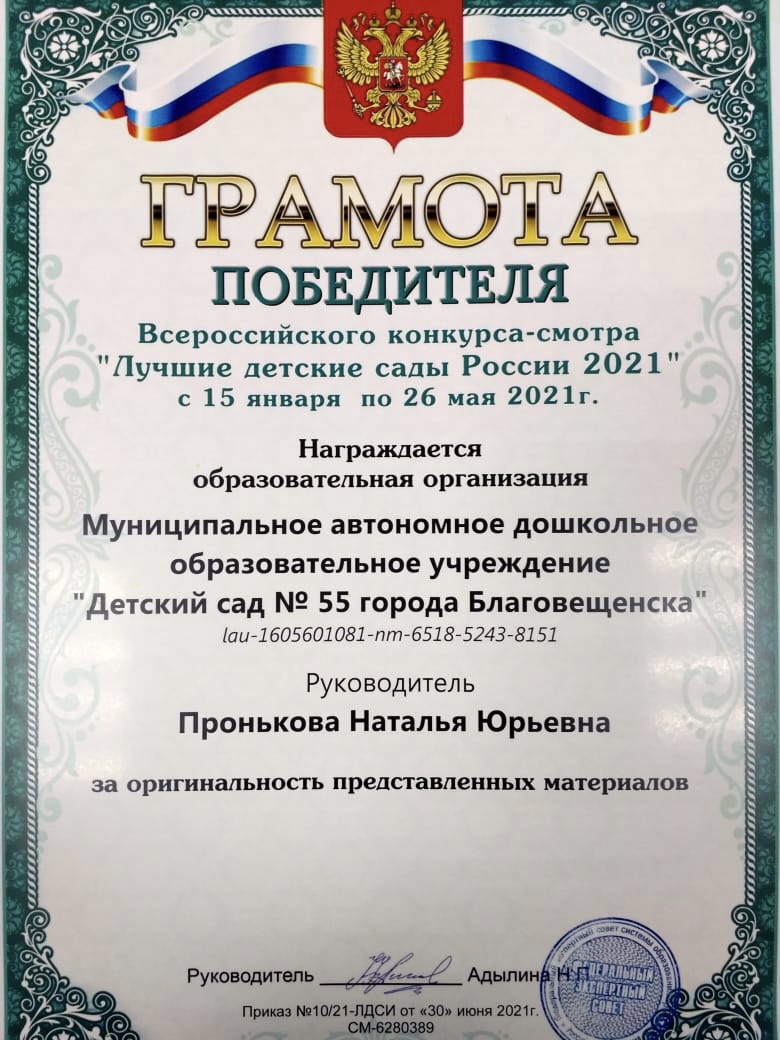 ГРАМОТА
ПОБЕДИТЕЛЯ
Всероссийского конкурса-смотра
"Лучшие детские сады России 2021"
с 15 января по 26 мая 2021г.
Награждается
образовательная организация
Муниципальное автономное дошкольное
образовательное учреждение
"Детский сад № 55 города Благовещенска"
lau-1605601081-nm-6518-5243-8151
Руководитель
Пронькова Наталья Юрьевна
за оригинальность представленных материалов
Руководитель Адылина Н.Г.
экспертный совет системы
ФЕДЕРАЛЬНЫЙ
ЭКСПЕРТНЫЙ
СОВЕТ
Приказ №10/21-ЛДСИ от «30» июня 2021г.
СМ-6280389